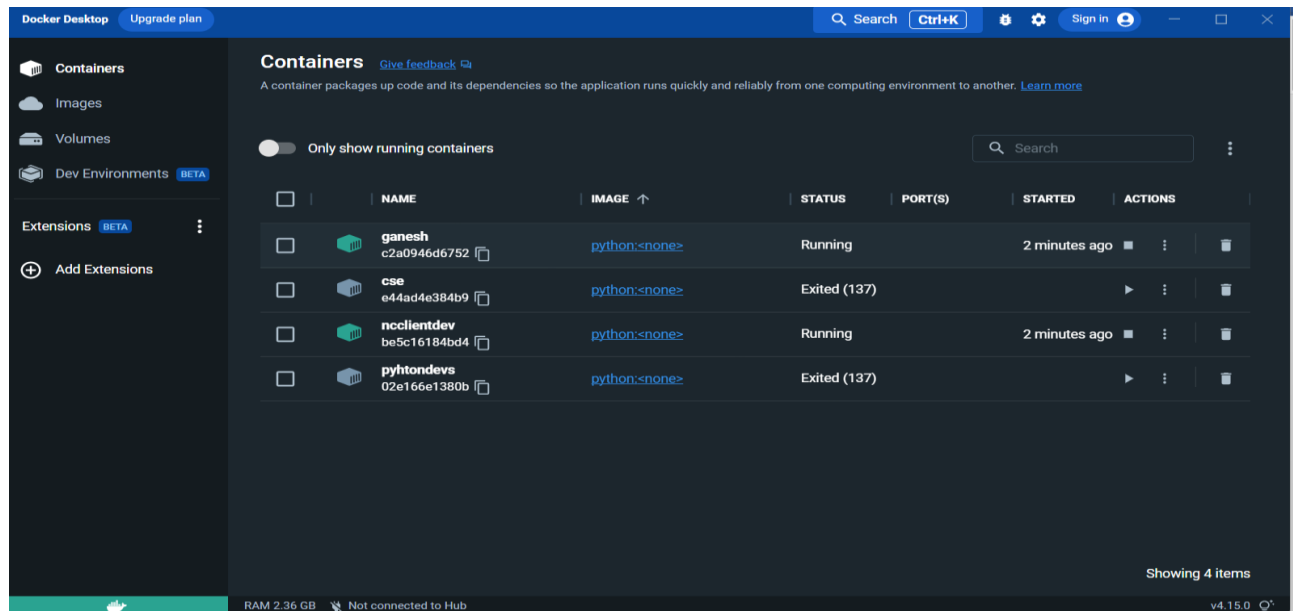 Docker Desktop Upgrade plan Search Ctrl+K Sign in
Containers
Images
Volumes
Dev Environments BETA
Extensions BETA
Add Extensions
Containers Give feedback
A container packages up code and its dependencies so the application runs quickly and reliably from one computing environment to another. Learn more
Only show running containers Search
NAME IMAGE STATUS PORT(S) STARTED ACTIONS
ganesh
c2a0946d6752 python:<none> Running 2 minutes ago
cse
e44ad4e384b9 python:<none> Exited (137)
ncclientdev
be5c16184bd4 python:<none> Running 2 minutes ago
pyhtondevs
02e166e1380b python:<none> Exited (137)
Showing 4 items
RAM 2.36 GB Not connected to Hub v4.15.0